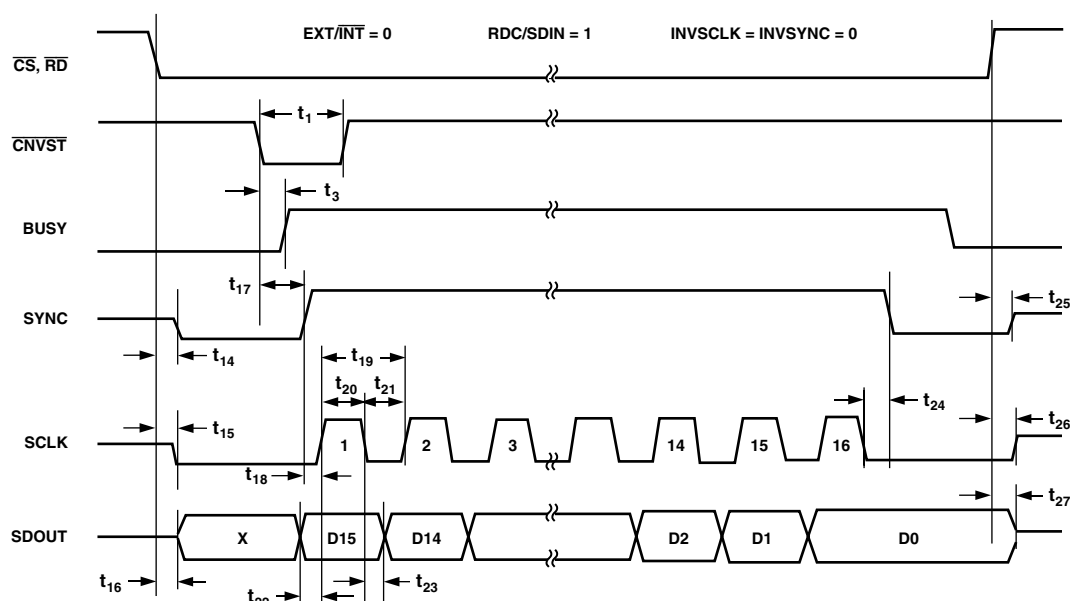 EXT/INT = 0 RDC/SDIN = 1 INVSCLK = INVSYNC = 0
CS, RD
t1
CNVST
t3
BUSY
t17
SYNC
t25
t14
t19
t20 t21
t24
t15
t26
SCLK
1 2 3 14 15 16
t18
t27
SDOUT
X D15 D14 D2 D1 D0
t16
t23